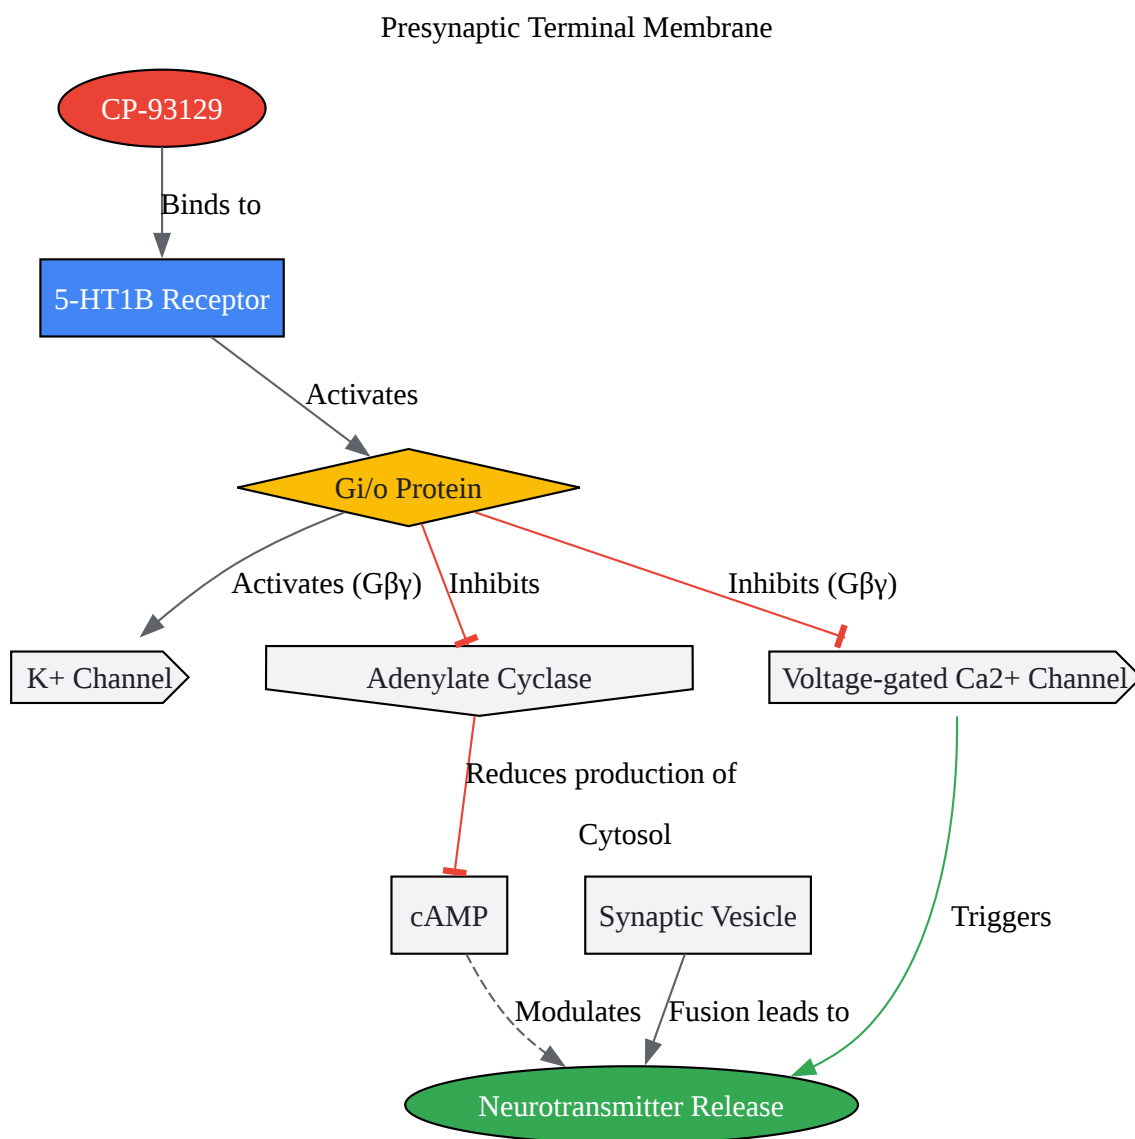 Presynaptic Terminal Membrane
CP-93129
Binds to
5-HT1B Receptor
Activates
Gi/o Protein
Activates (Gβγ)
Inhibits
Inhibits (Gβγ)
K+ Channel
Adenylate Cyclase
Voltage-gated Ca2+ Channel
Reduces production of
Cytosol
cAMP
Synaptic Vesicle
Triggers
Modulates
Fusion leads to
Neurotransmitter Release